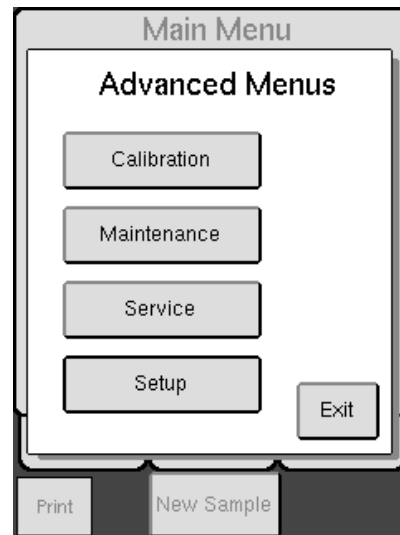 Main Menu
Advanced Menus
Calibration
Maintenance
Service
Setup
Exit
Print
New Sample